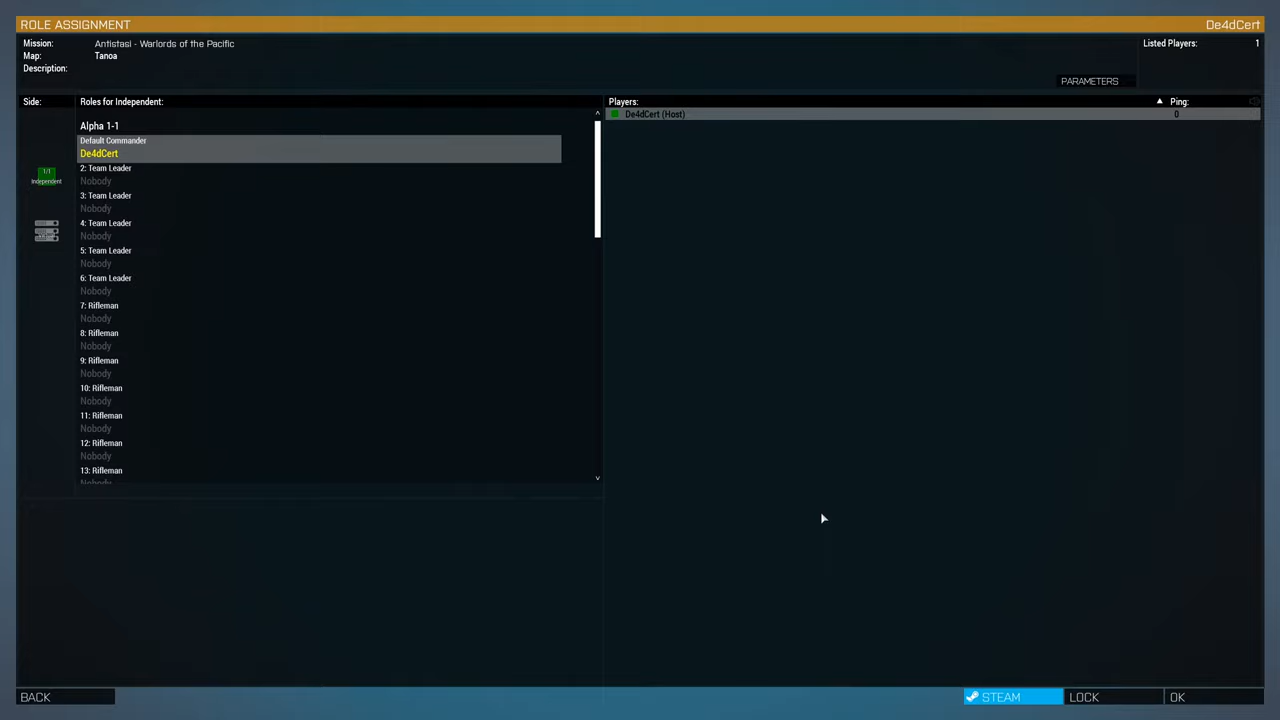 ROLE ASSIGNMENT
De4dCert
Mission:
Antistasi - Warlords of the Pacific
Listed Players:
1
Map:
Tanoa
Description:
PARAMETERS
Side:
Roles for Independent:
Players:
Ping:
Alpha 1-1
De4dCert (Host)
0
Default Commander
De4dCert
1/1
Independent
2: Team Leader
Nobody
3: Team Leader
Nobody
4: Team Leader
Nobody
5: Team Leader
Nobody
6: Team Leader
Nobody
7: Rifleman
Nobody
8: Rifleman
Nobody
9: Rifleman
Nobody
10: Rifleman
Nobody
11: Rifleman
Nobody
12: Rifleman
Nobody
13: Rifleman
Nobody
BACK
STEAM
LOCK
OK